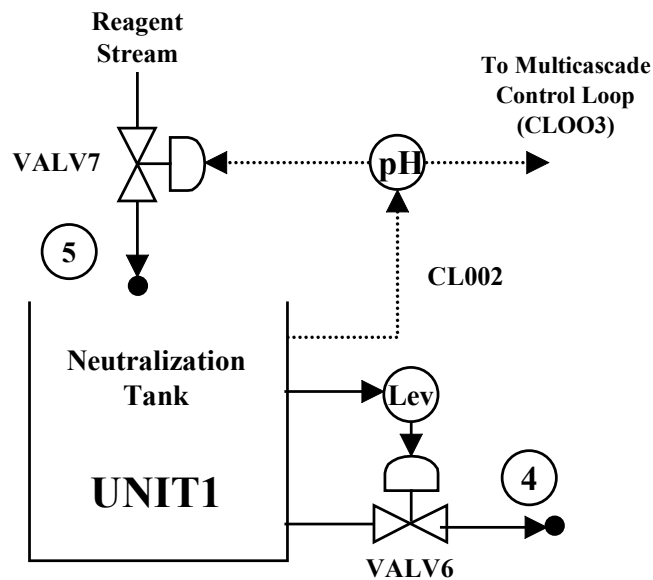 Reagent
Stream
To Multicascade
Control Loop
(CLOO3)
VALV7
pH
5
CL002
Neutralization
Tank
Lev
UNIT1
4
VALV6